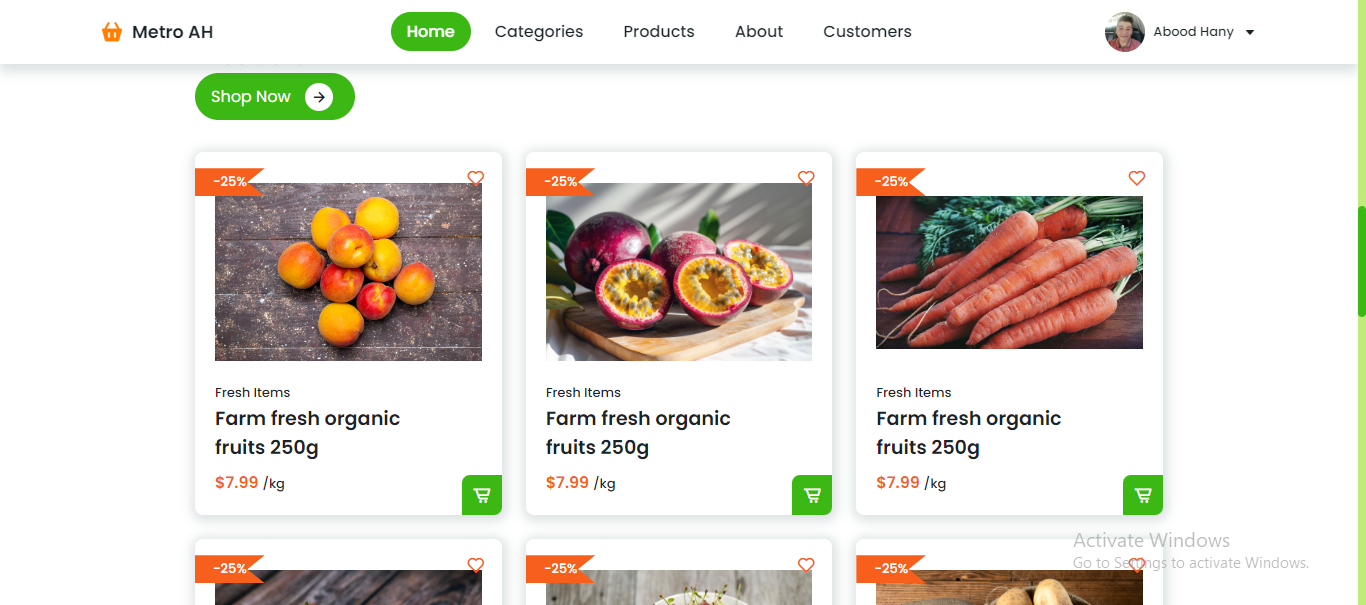 Metro AH
Home
Categories
Products
About
Customers
Abood Hany
Shop Now
-25%
-25%
-25%
Fresh Items
Farm fresh organic
fruits 250g
$7.99 /kg
Fresh Items
Farm fresh organic
fruits 250g
$7.99 /kg
Fresh Items
Farm fresh organic
fruits 250g
$7.99 /kg
-25%
-25%
-25%
Activate Windows
Go to Settings to activate Windows.